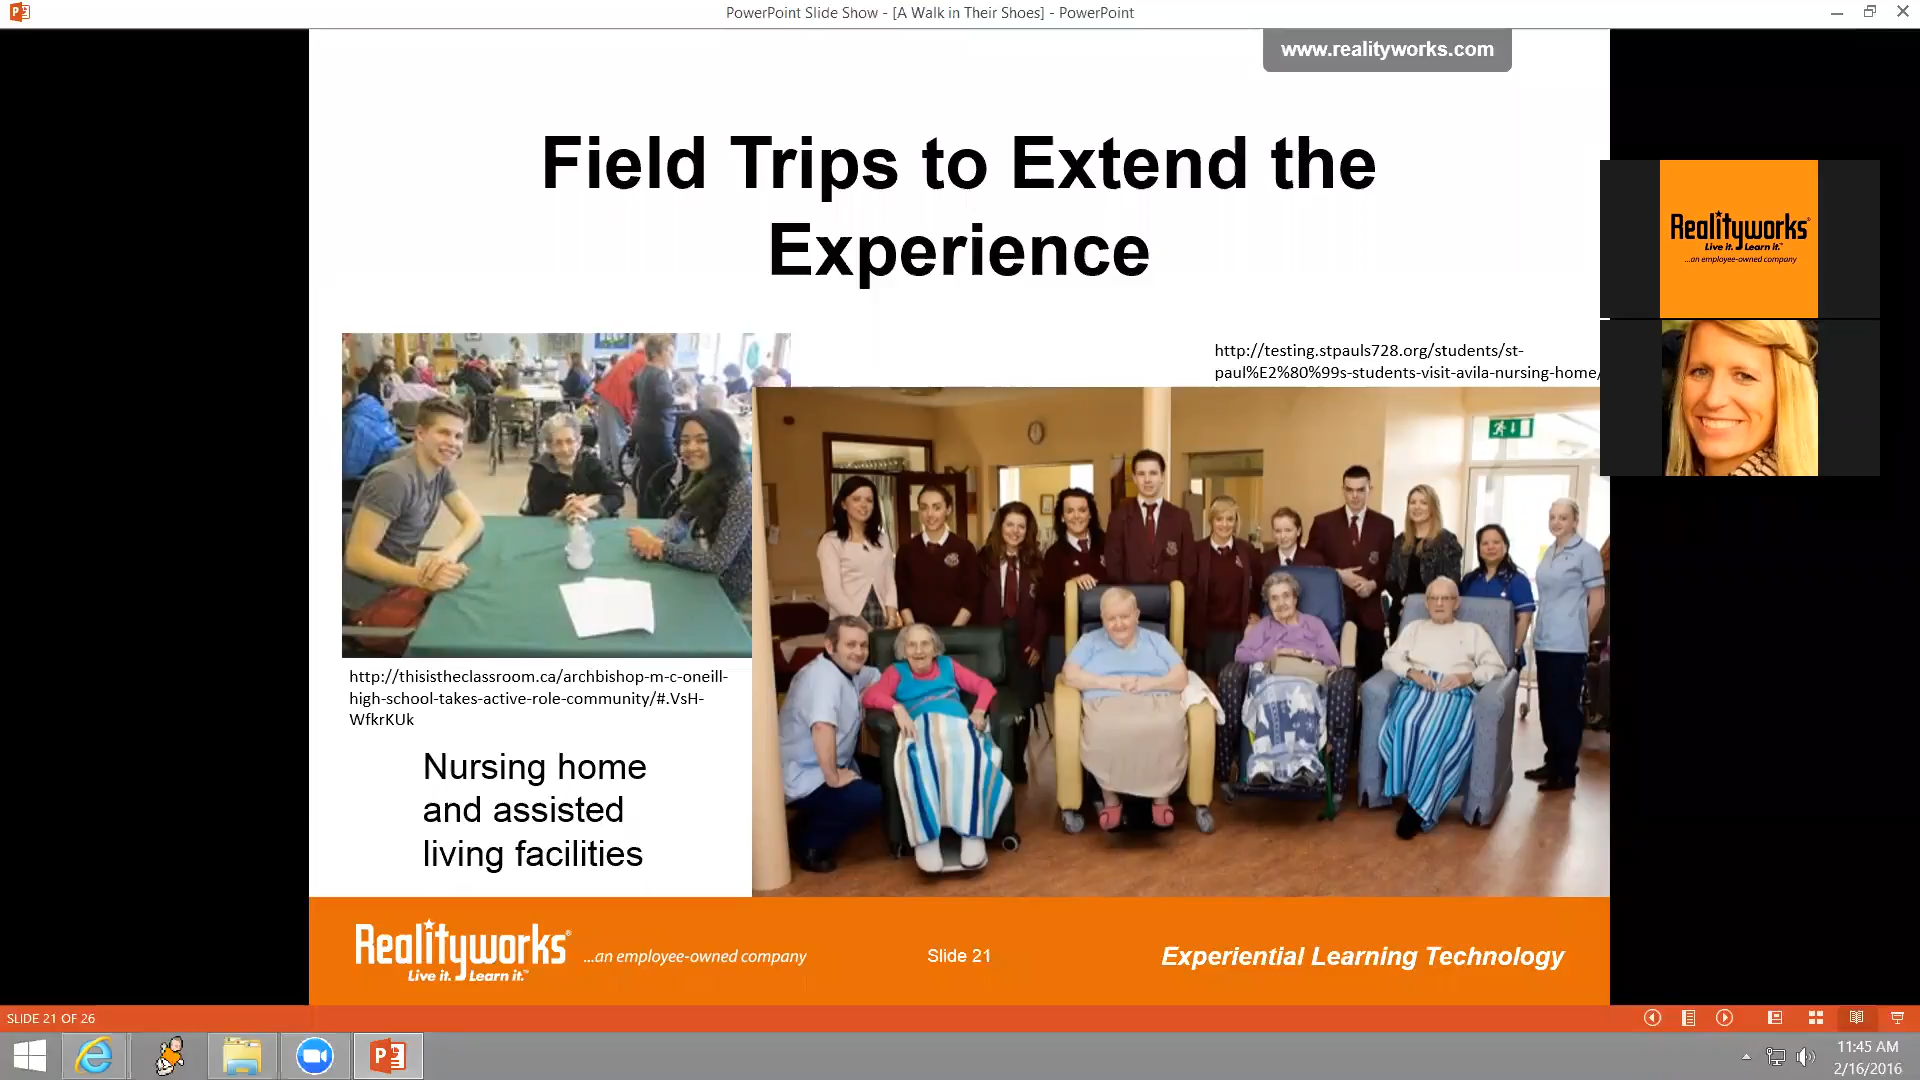 PowerPoint Slide Show - [A Walk in Their Shoes] - PowerPoint
www.realityworks.com
Field Trips to Extend the
Experience
Realityworks
Live it. Learn it.™
...an employee-owned company
http://testing.stpauls728.org/students/st-
paul%E2%80%99s-students-visit-avila-nursing-home/
http://thisistheclassroom.ca/archbishop-m-c-oneill-
high-school-takes-active-role-community/#.VsH-
WfkrKUk
Nursing home
and assisted
living facilities
Realityworks® ...an employee-owned company
Live it. Learn it.™
Slide 21
Experiential Learning Technology
SLIDE 21 OF 26
11:45 AM
2/16/2016